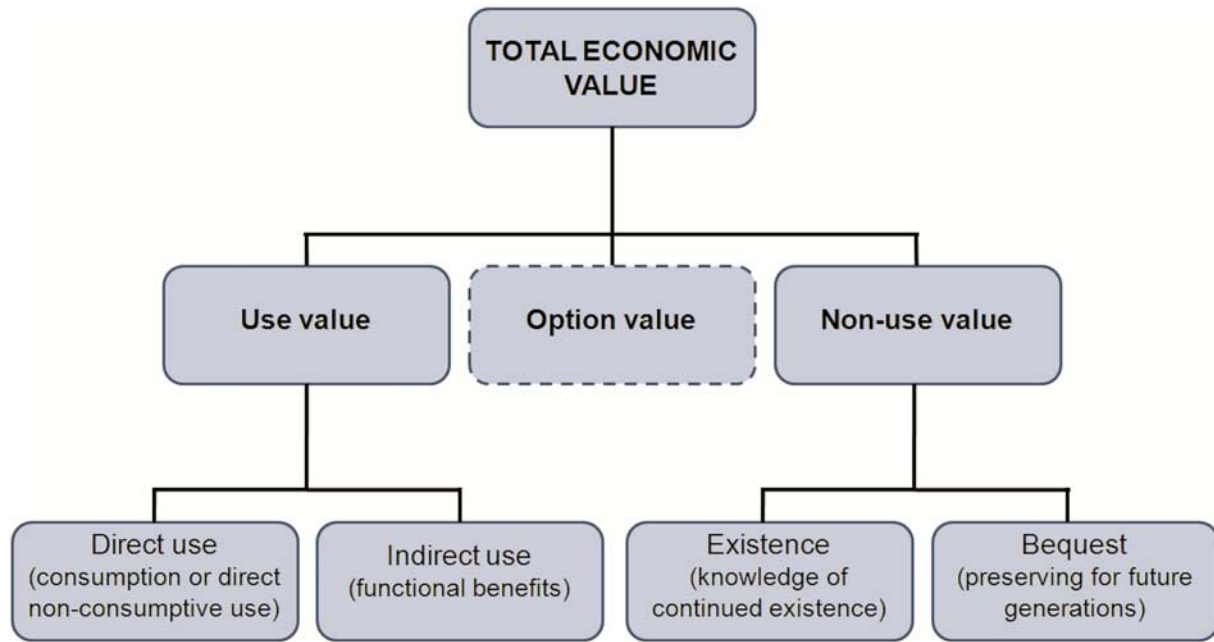 TOTAL ECONOMIC
VALUE
Use value
Option value
Non-use value
Direct use
(consumption or direct
non-consumptive use)
Indirect use
(functional benefits)
Existence
(knowledge of
continued existence)
Bequest
(preserving for future
generations)